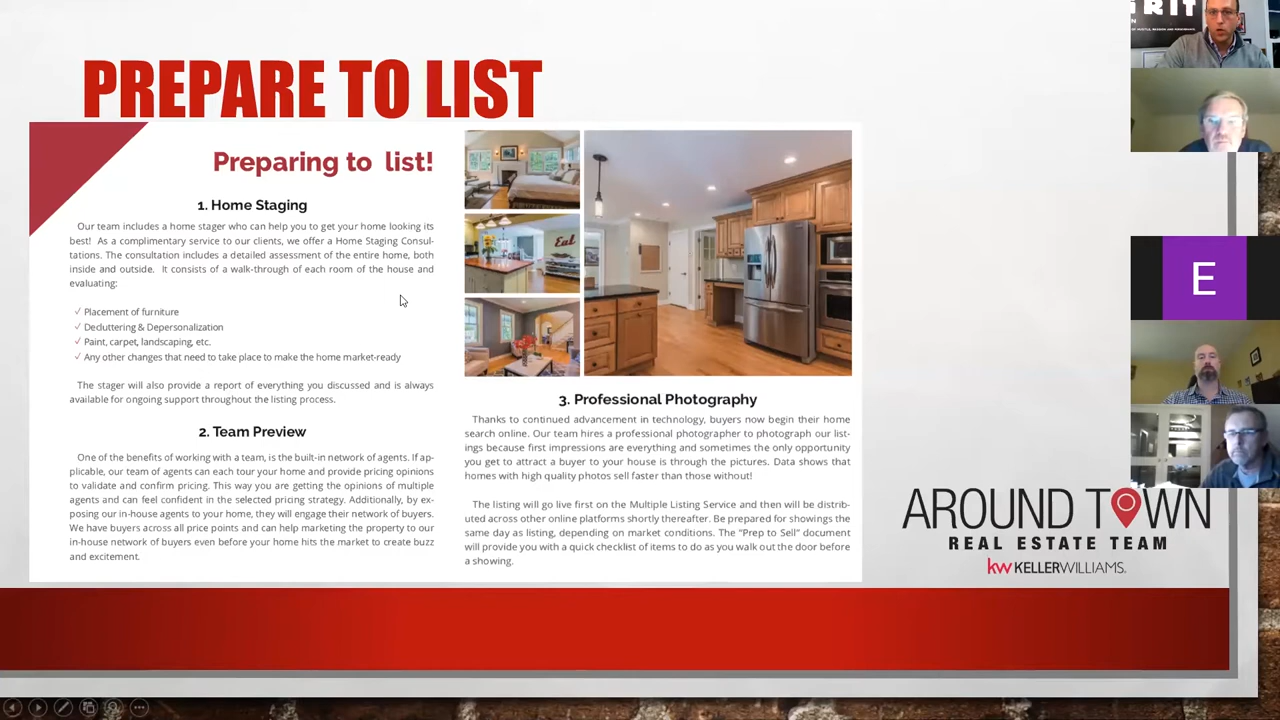 PREPARE TO LIST
Preparing to list!
1. Home Staging
Our team includes a home stager who can help you to get your home looking its
best! As a complimentary service to our clients, we offer a Home Staging Consul-
tations. The consultation includes a detailed assessment of the entire home, both
inside and outside. It consists of a walk-through of each room of the house and
evaluating:
✓ Placement of furniture
✓ Decluttering & Depersonalization
✓ Paint, carpet, landscaping, etc.
✓ Any other changes that need to take place to make the home market-ready
The stager will also provide a report of everything you discussed and is always
available for ongoing support throughout the listing process.
2. Team Preview
One of the benefits of working with a team, is the built-in network of agents. If ap-
plicable, our team of agents can each tour your home and provide pricing opinions
to validate and confirm pricing. This way you are getting the opinions of multiple
agents and can feel confident in the selected pricing strategy. Additionally, by ex-
posing our in-house agents to your home, they will engage their network of buyers.
We have buyers across all price points and can help marketing the property to our
in-house network of buyers even before your home hits the market to create buzz
and excitement.
Eat
3. Professional Photography
Thanks to continued advancement in technology, buyers now begin their home
search online. Our team hires a professional photographer to photograph our list-
ings because first impressions are everything and sometimes the only opportunity
you get to attract a buyer to your house is through the pictures. Data shows that
homes with high quality photos sell faster than those without!
The listing will go live first on the Multiple Listing Service and then will be distrib-
uted across other online platforms shortly thereafter. Be prepared for showings the
same day as listing, depending on market conditions. The “Prep to Sell” document
will provide you with a quick checklist of items to do as you walk out the door before
a showing.
E
AROUND TOWN
REAL ESTATE TEAM
kw KELLERWILLIAMS.